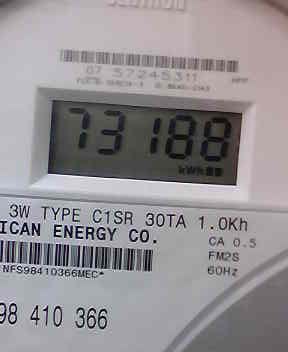 07 57245311
73188
kWh
3W TYPE C1SR 30TA 1.0Kh
ICAN ENERGY CO.
CA 0.5
FM2S
60Hz
NFS98410366MEC*
98 410 366